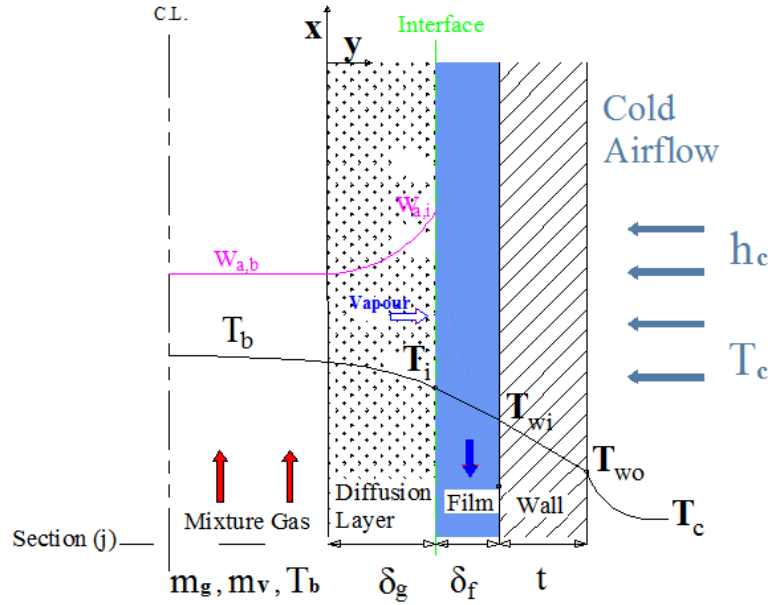 C.L.
x
Interface
y
Cold
Airflow
Wa,i
Wa,b
hc
Vapour
Tb
Ti
Tc
Twi
Two
Diffusion
Layer
Film
Wall
Mixture Gas
Tc
Section (j)
mg, mv, Tb
δg
δf
t